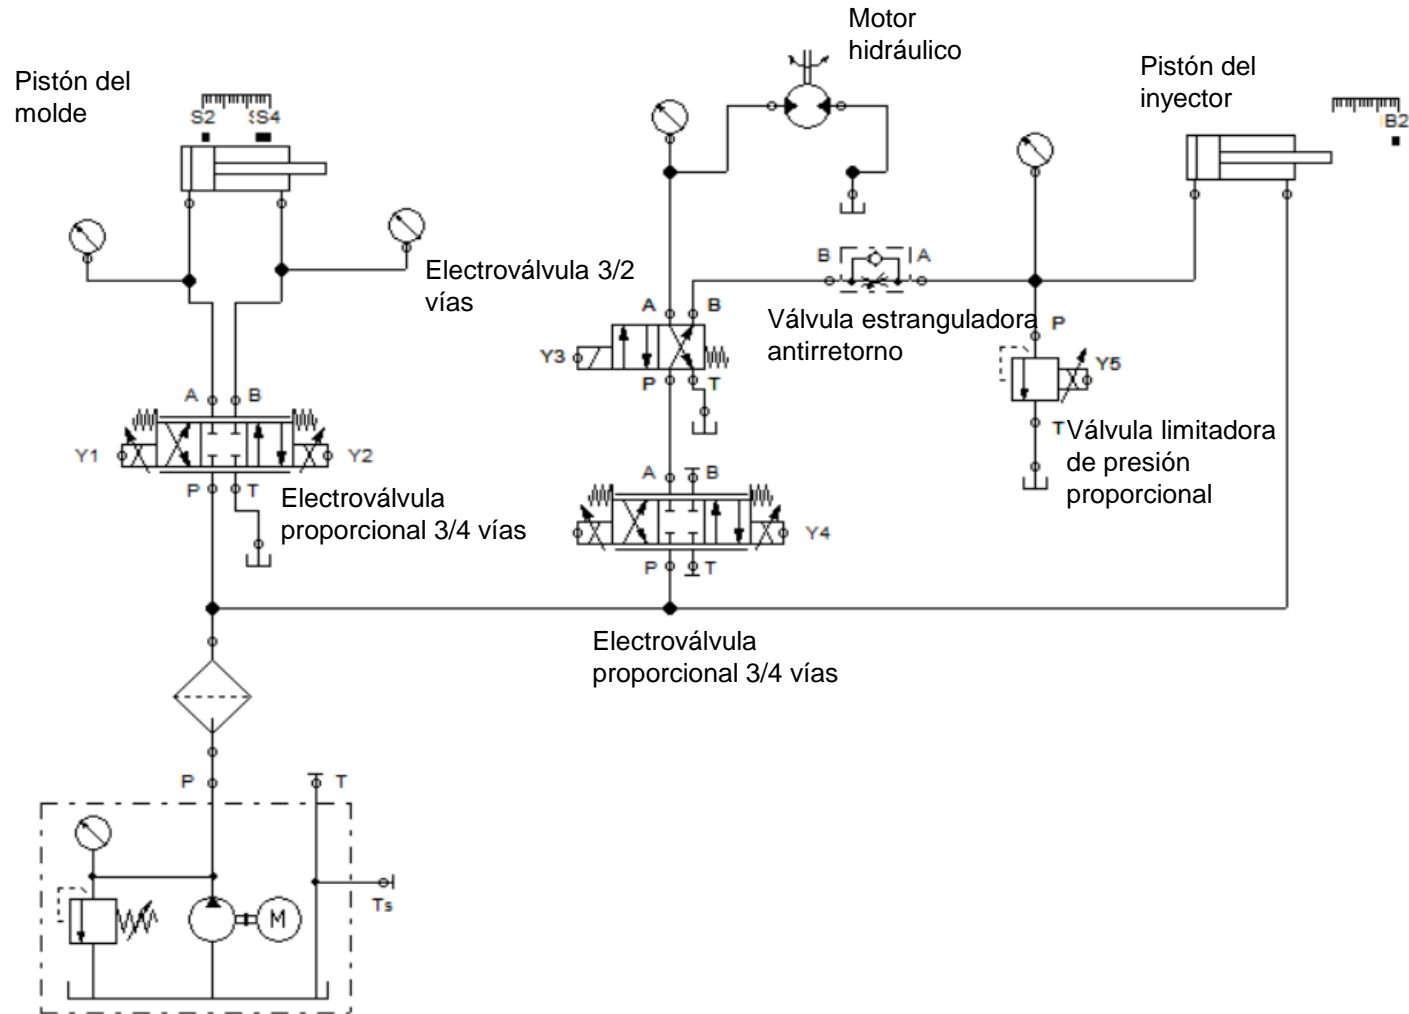 Motor
hidráulico
Pistón del
molde
Pistón del
inyector
S2
S4
B2
Electroválvula 3/2
vías
B
A
A
B
Válvula estranguladora
antirretorno
P
Y3
Y5
P
T
A
B
T
Válvula limitadora
de presión
proporcional
Y1
Y2
A
B
P
T
Electroválvula
proporcional 3/4 vías
Y4
P
T
Electroválvula
proporcional 3/4 vías
P
T
Ts
M